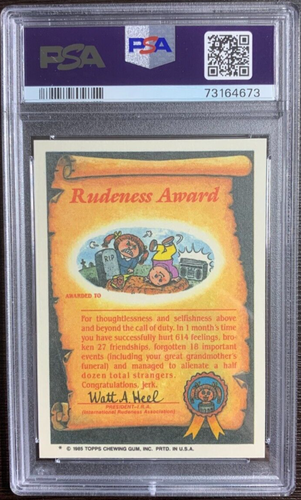 PSA
PSA
73164673
Rudeness Award
RIP
AWARDED TO
For thoughtlessness and selfishness above
and beyond the call of duty. In 1 month's time
you have successfully hurt 614 feelings, bro-
ken 27 friendships, forgotten 18 important
events (including your great grandmother's
funeral) and managed to alienate a half
dozen total strangers.
Congratulations, Jerk.
Watt A Heel
PRESIDENT-I.R.A.
(International Rudeness Association)
* © 1985 TOPPS CHEWING GUM, INC. PRTD. IN U.S.A.